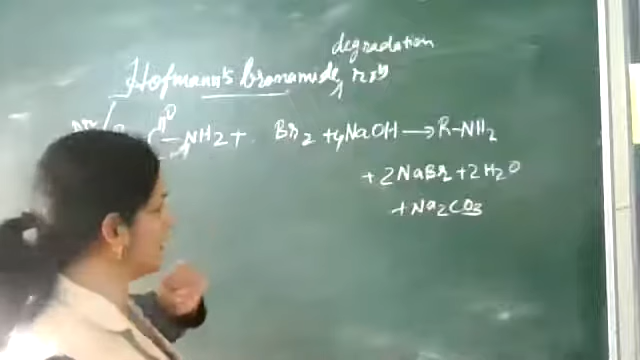 degradation
Hofmann's bromamide rxn
C O NH2 + Br2 + 4NaOH → R-NH2
+ 2NaBr + 2H2O
+ Na2CO3